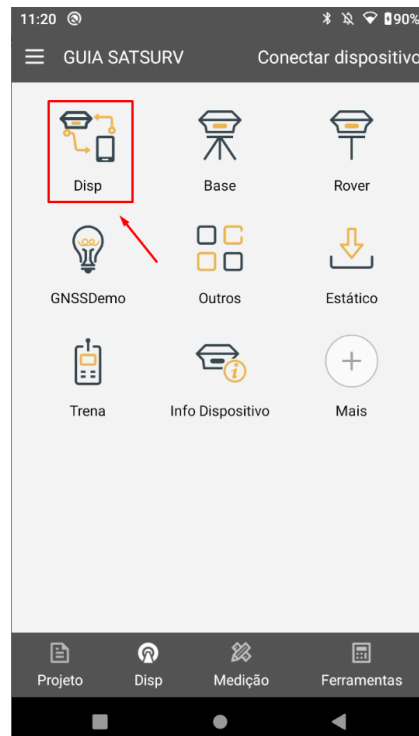 11:20 90%
GUIA SATSURV Conectar dispositivo
Disp Base Rover
GNSSDemo Outros Estático
Trena Info Dispositivo Mais
Projeto Disp Medição Ferramentas